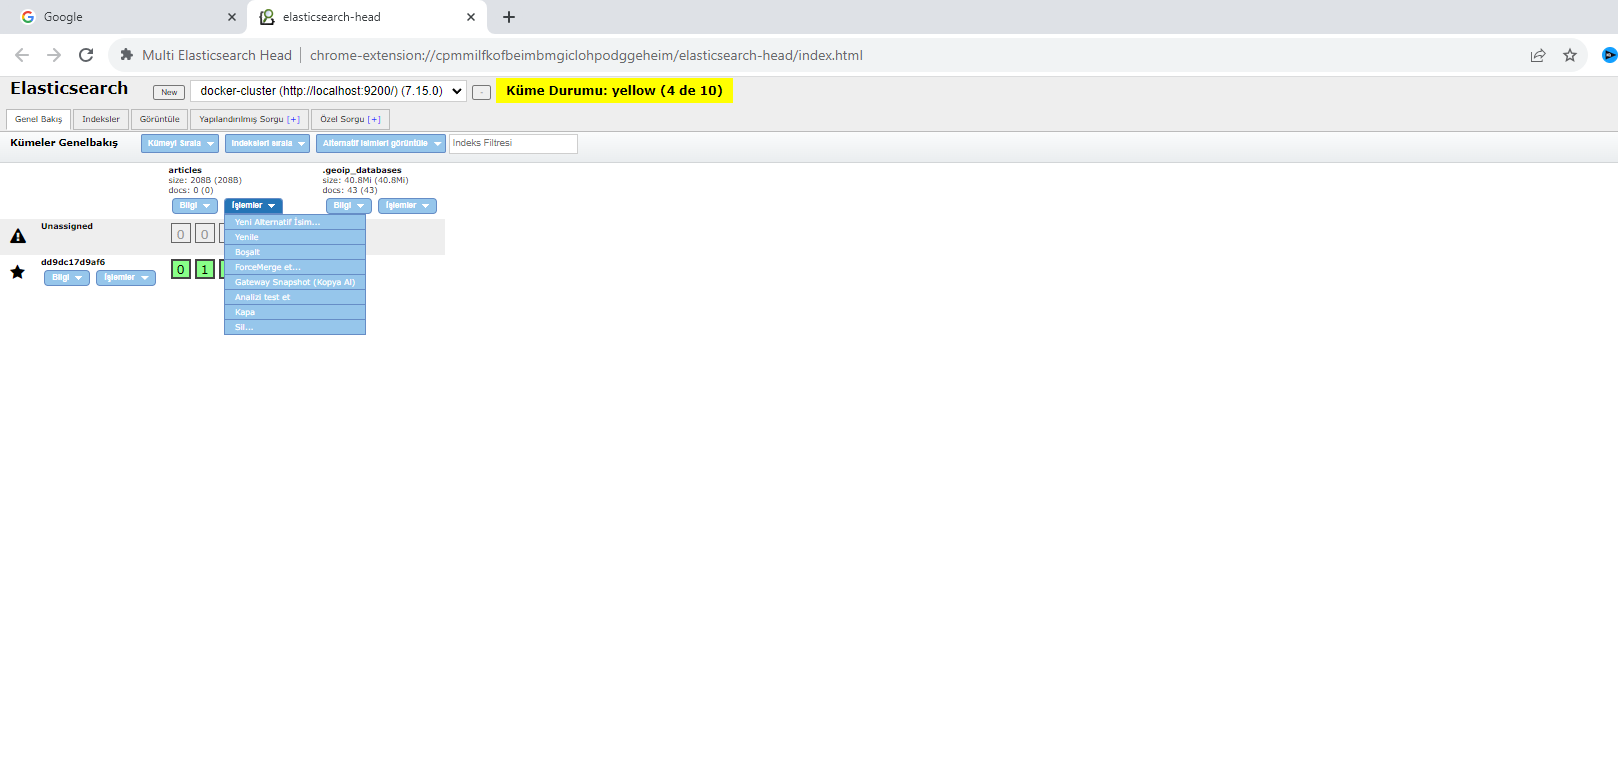 Google
elasticsearch-head
Multi Elasticsearch Head | chrome-extension://cpmmilfkofbeimbmgiclohpodggeheim/elasticsearch-head/index.html
Elasticsearch New docker-cluster (http://localhost:9200/) (7.15.0) - Küme Durumu: yellow (4 de 10)
Genel Bakış İndeksler Görüntüle Yapılandırılmış Sorgu [+] Özel Sorgu [+]
Kümeler Genelbakış Kümeyi Sırala İndeksleri sırala Alternatif isimleri görüntüle İndeks Filtresi
articles
size: 208B (208B)
docs: 0 (0)
Bilgi İşlemler
.geoip_databases
size: 40.8Mi (40.8Mi)
docs: 43 (43)
Bilgi İşlemler
Yeni Alternatif İsim...
Yenile
Boşalt
ForceMerge et...
Gateway Snapshot (Kopya Al)
Analizi test et
Kapa
Sil...
Unassigned
0 0
dd9dc17d9af6
Bilgi İşlemler
0 1